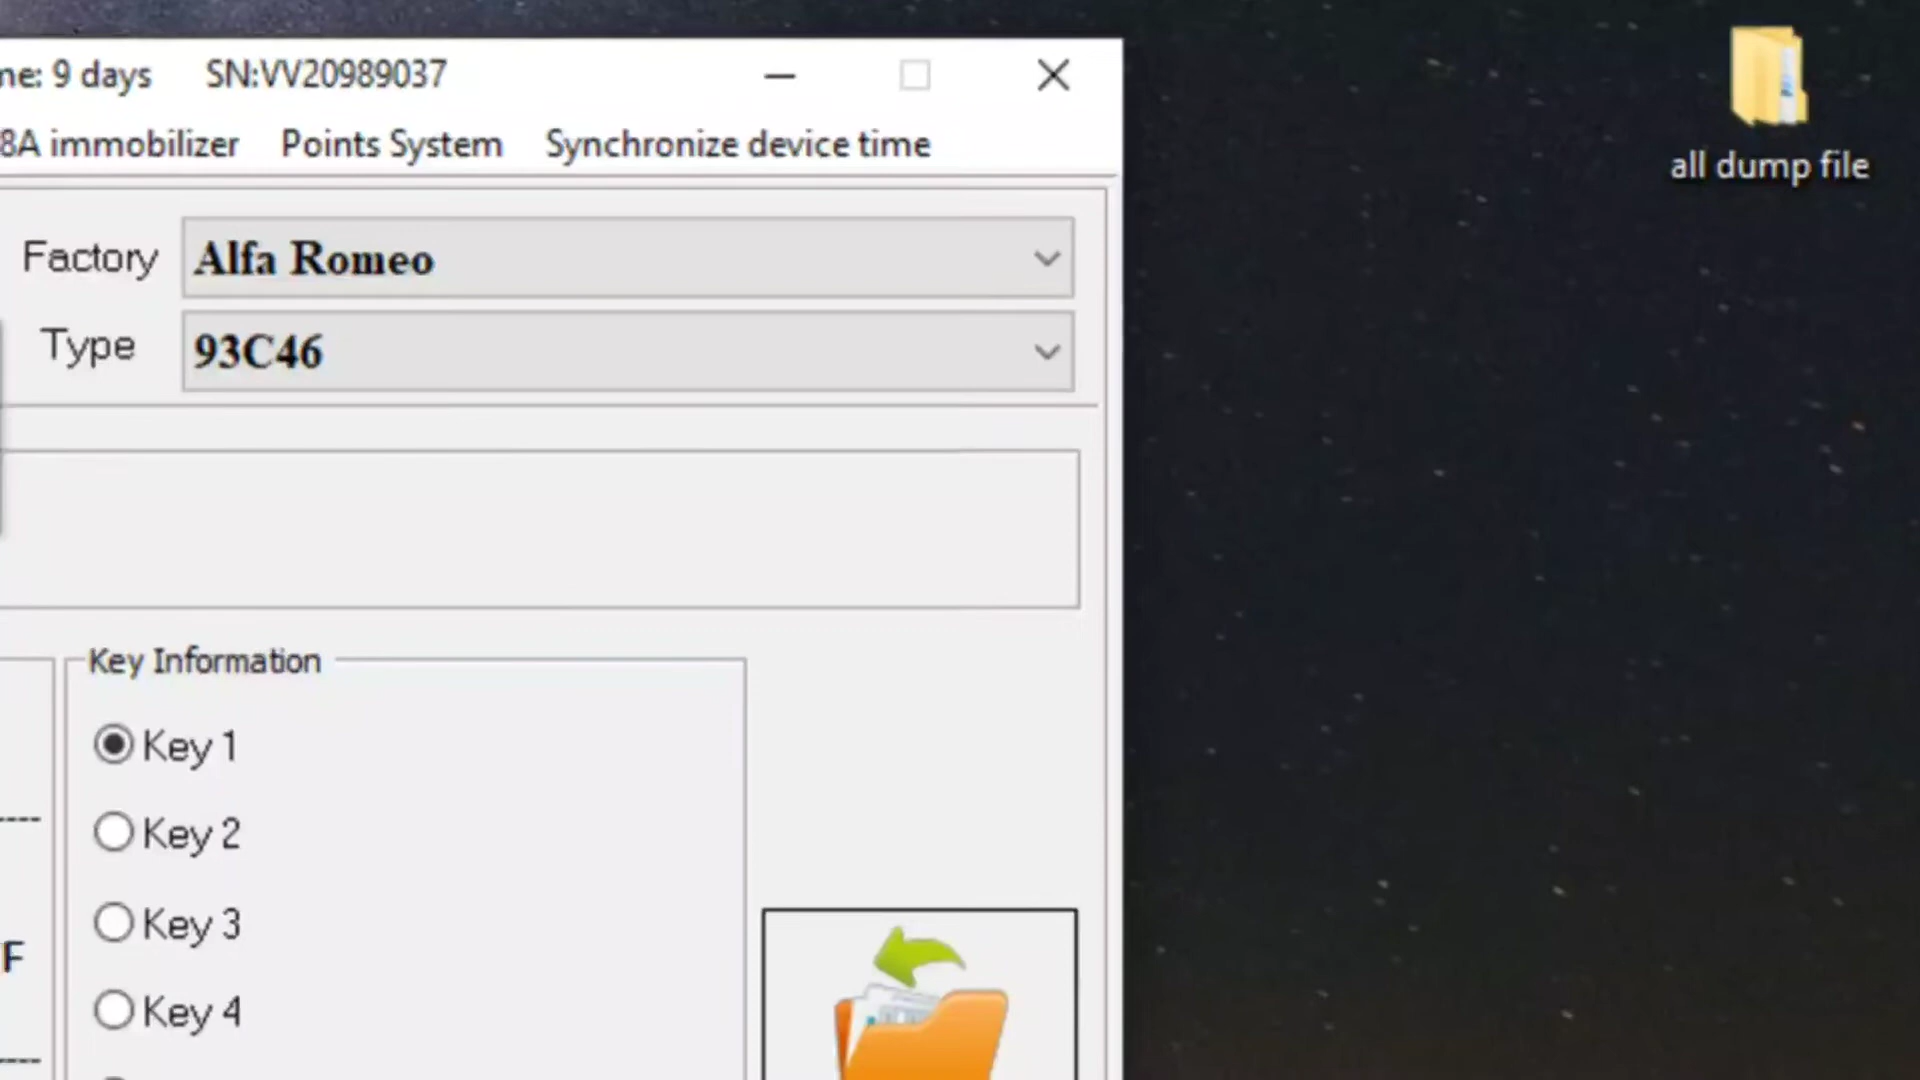 ne: 9 days SN:VV20989037
8A immobilizer Points System Synchronize device time
all dump file
Factory Alfa Romeo
Type 93C46
Key Information
Key 1
Key 2
Key 3
F
Key 4